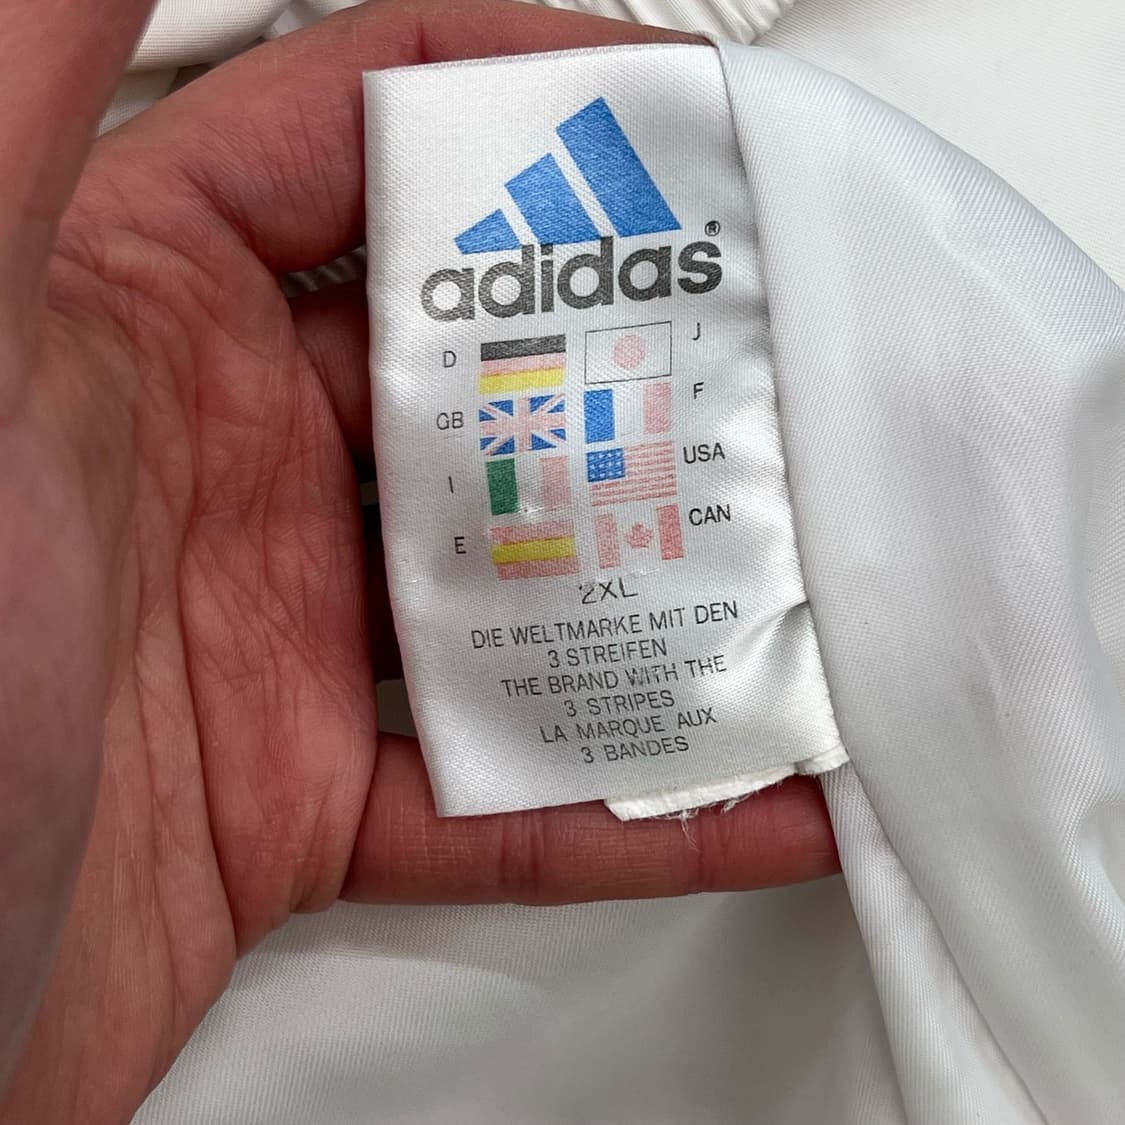 adidas®
D J
GB F
I USA
E CAN
2XL
DIE WELTMARKE MIT DEN
3 STREIFEN
THE BRAND WITH THE
3 STRIPES
LA MARQUE AUX
3 BANDES